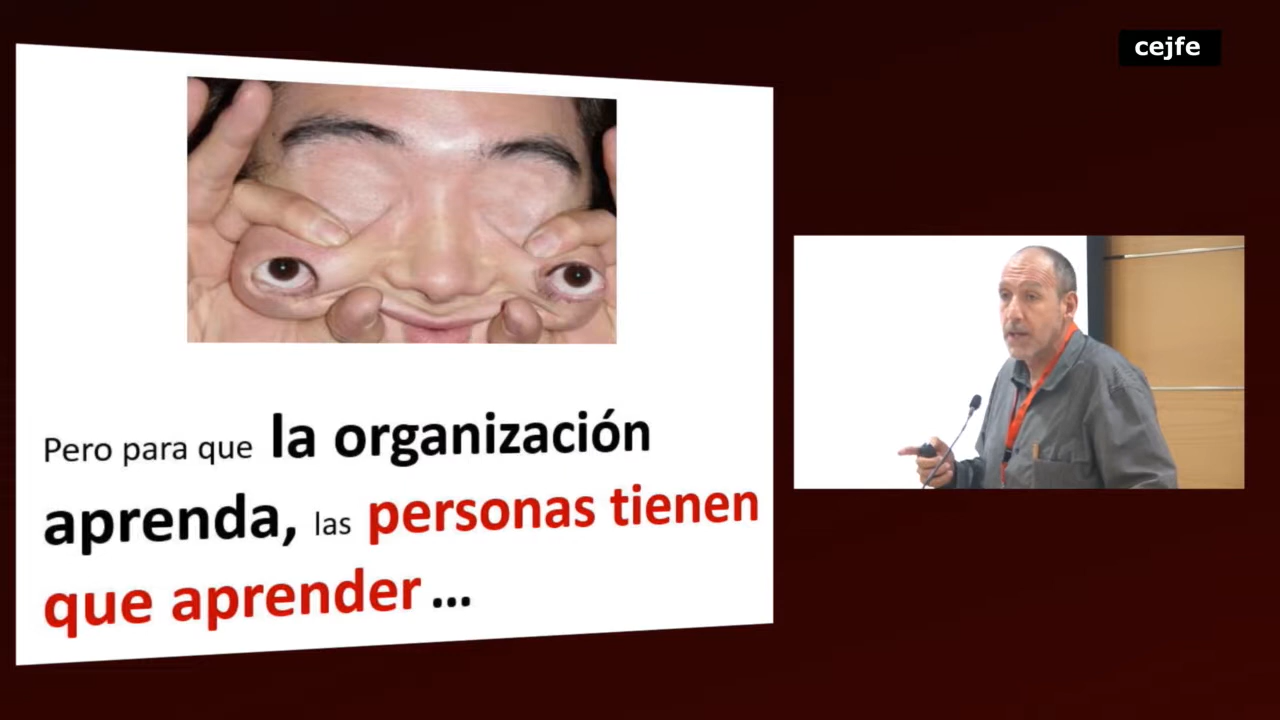 cejfe
Pero para que la organización
aprenda, las personas tienen
que aprender ...